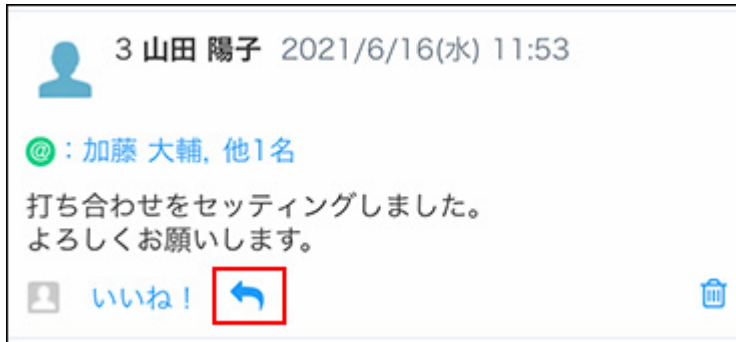 3 山田 陽子 2021/6/16(水) 11:53
@：加藤 大輔, 他1名
打ち合わせをセッティングしました。
よろしくお願いします。
いいね！